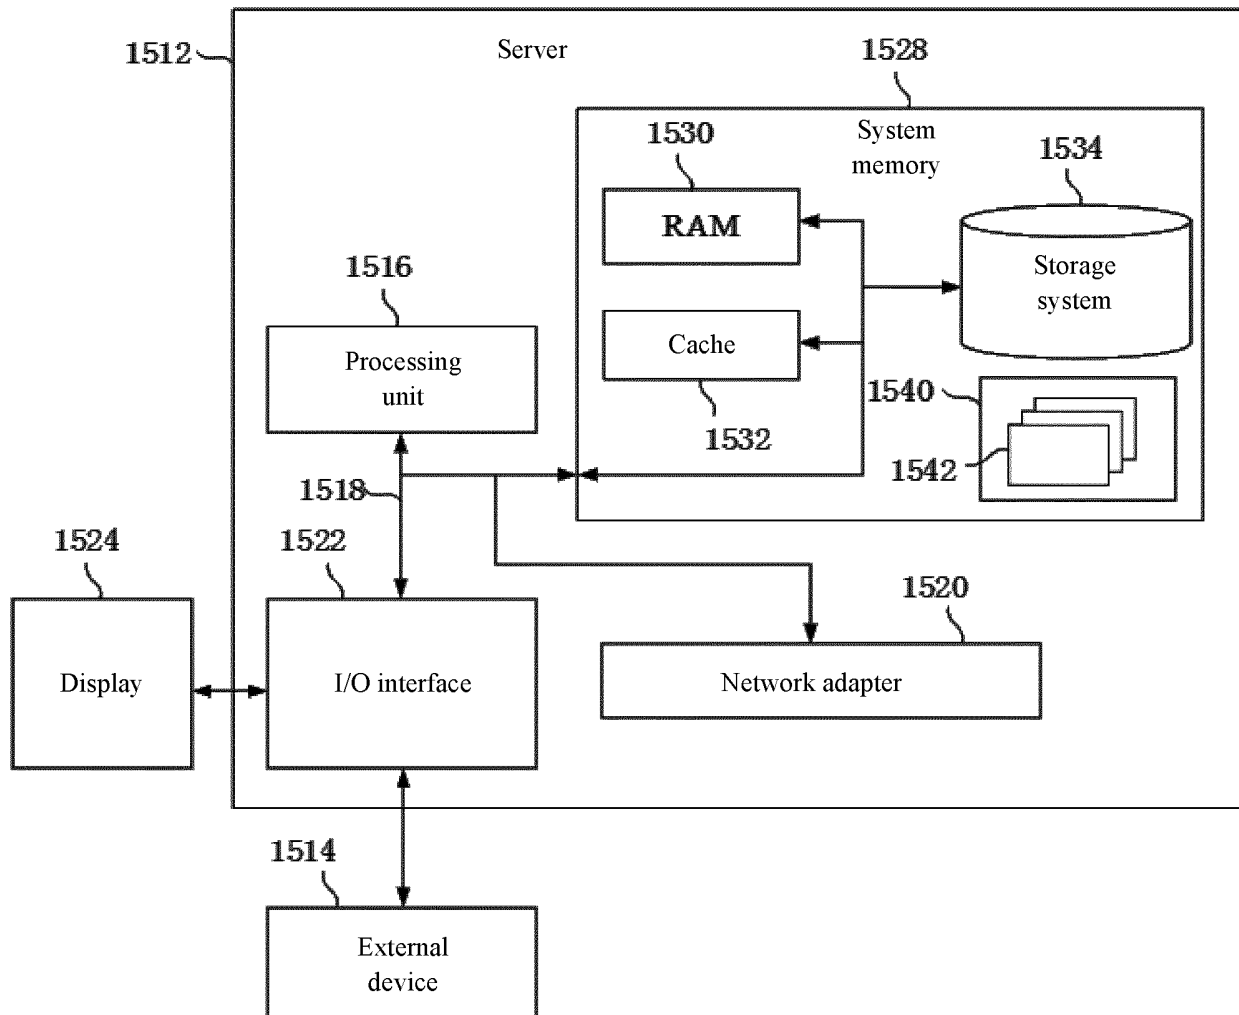 1512
Server
1528
System
memory
1530
RAM
1534
Storage
system
1516
Processing
unit
Cache
1532
1540
1542
1518
1524
Display
1522
I/O interface
1520
Network adapter
1514
External
device